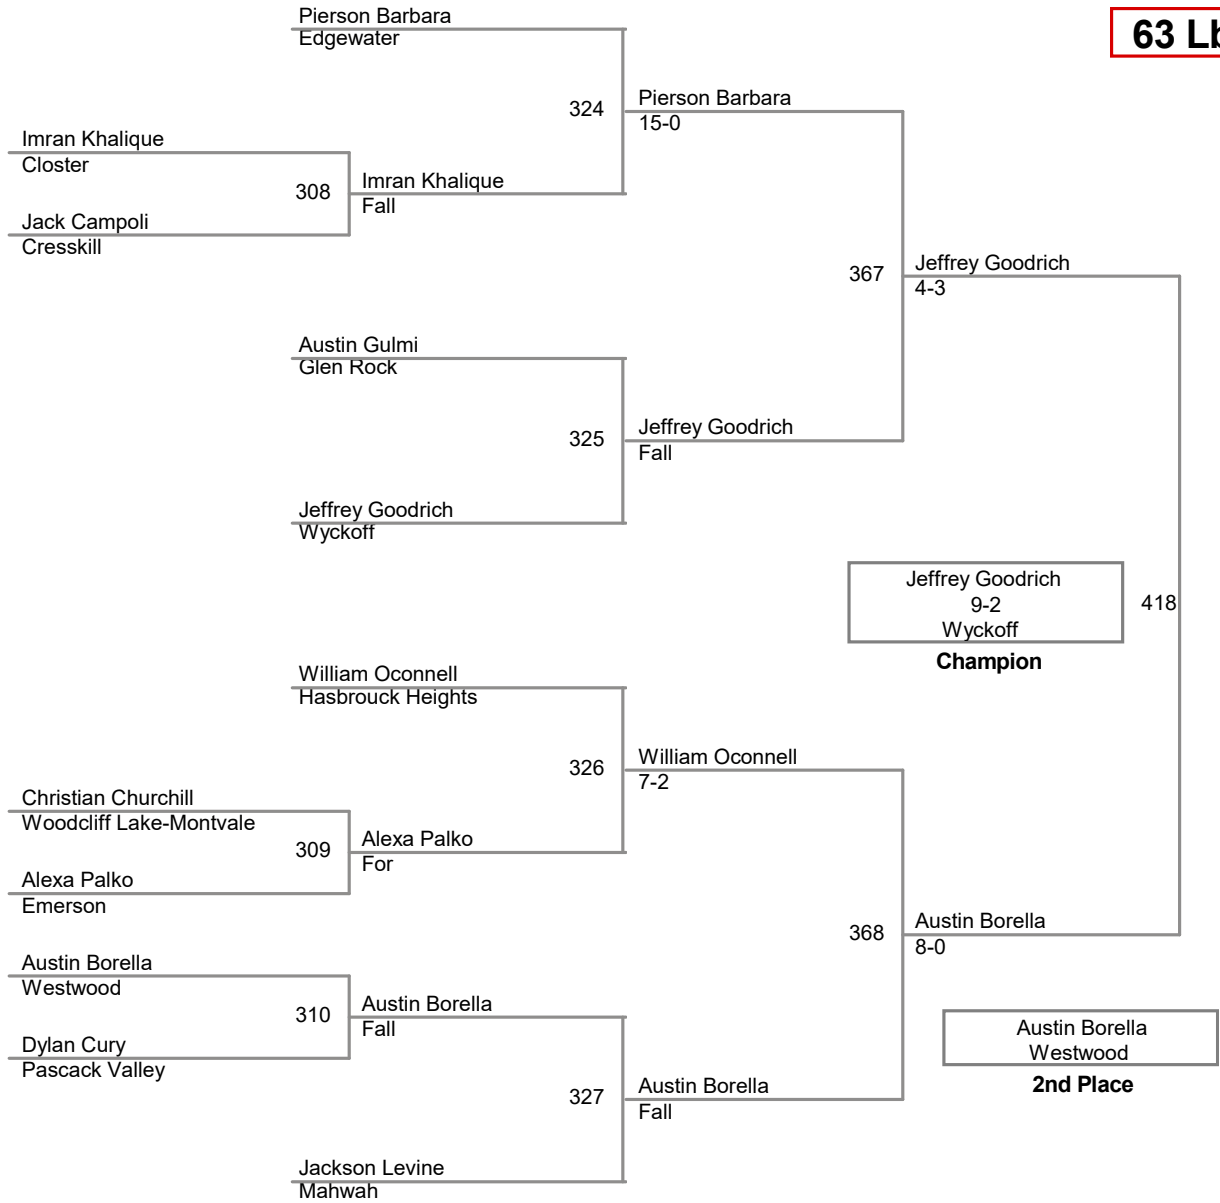 Pierson Barbara
Edgewater
63 Lb
324
Pierson Barbara
15-0
Imran Khalique
Closter
308
Imran Khalique
Fall
Jack Campoli
Cresskill
367
Jeffrey Goodrich
4-3
Austin Gulmi
Glen Rock
325
Jeffrey Goodrich
Fall
Jeffrey Goodrich
Wyckoff
Jeffrey Goodrich
9-2
Wyckoff
418
Champion
William Oconnell
Hasbrouck Heights
326
William Oconnell
7-2
Christian Churchill
Woodcliff Lake-Montvale
309
Alexa Palko
For
Alexa Palko
Emerson
368
Austin Borella
8-0
Austin Borella
Westwood
310
Austin Borella
Fall
Dylan Cury
Pascack Valley
Austin Borella
Westwood
2nd Place
327
Austin Borella
Fall
Jackson Levine
Mahwah